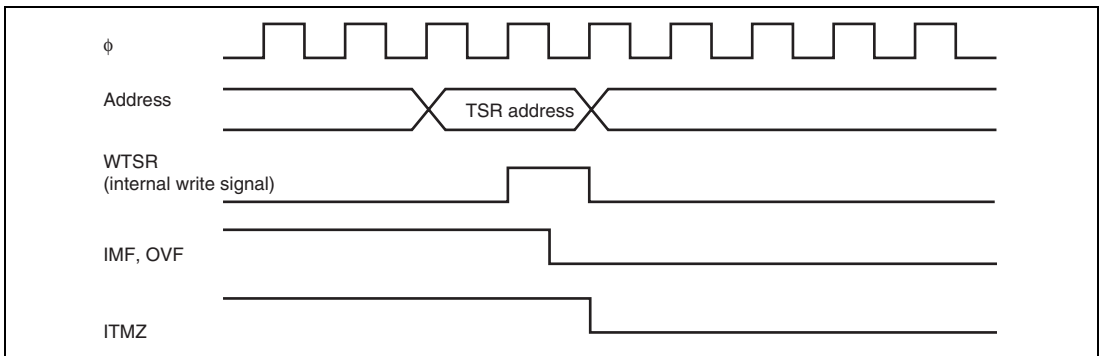 ϕ
Address
TSR address
WTSR
(internal write signal)
IMF, OVF
ITMZ